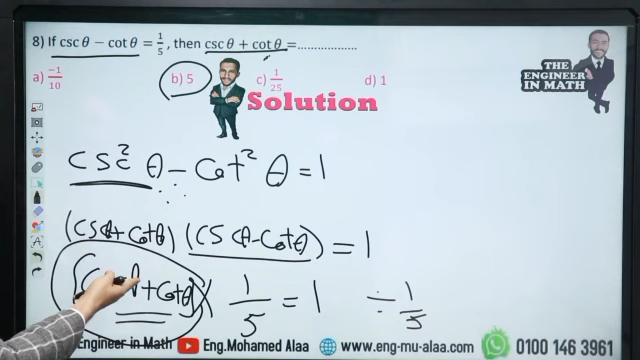 8) If csc θ − cot θ = 1/5, then csc θ + cot θ = ..................
a) −1/10 b) 5 c) 1/25 d) 1
THE ENGINEER IN MATH
Solution
csc² θ − cot² θ = 1
(csc θ + cot θ) (csc θ − cot θ) = 1
+ cot θ) × 1/5 = 1 ÷ 1/5
Engineer in Math Eng.Mohamed Alaa www.eng-mu-alaa.com 0100 146 3961